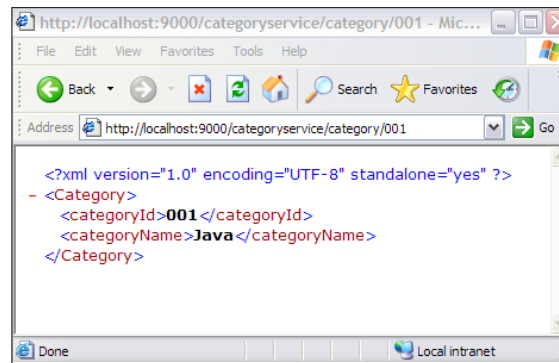 http://localhost:9000/categoryservice/category/001 - Mic...
File Edit View Favorites Tools Help
Back Search Favorites
Address http://localhost:9000/categoryservice/category/001 Go
<?xml version="1.0" encoding="UTF-8" standalone="yes" ?>
- <Category>
<categoryId>001</categoryId>
<categoryName>Java</categoryName>
</Category>
Done Local intranet